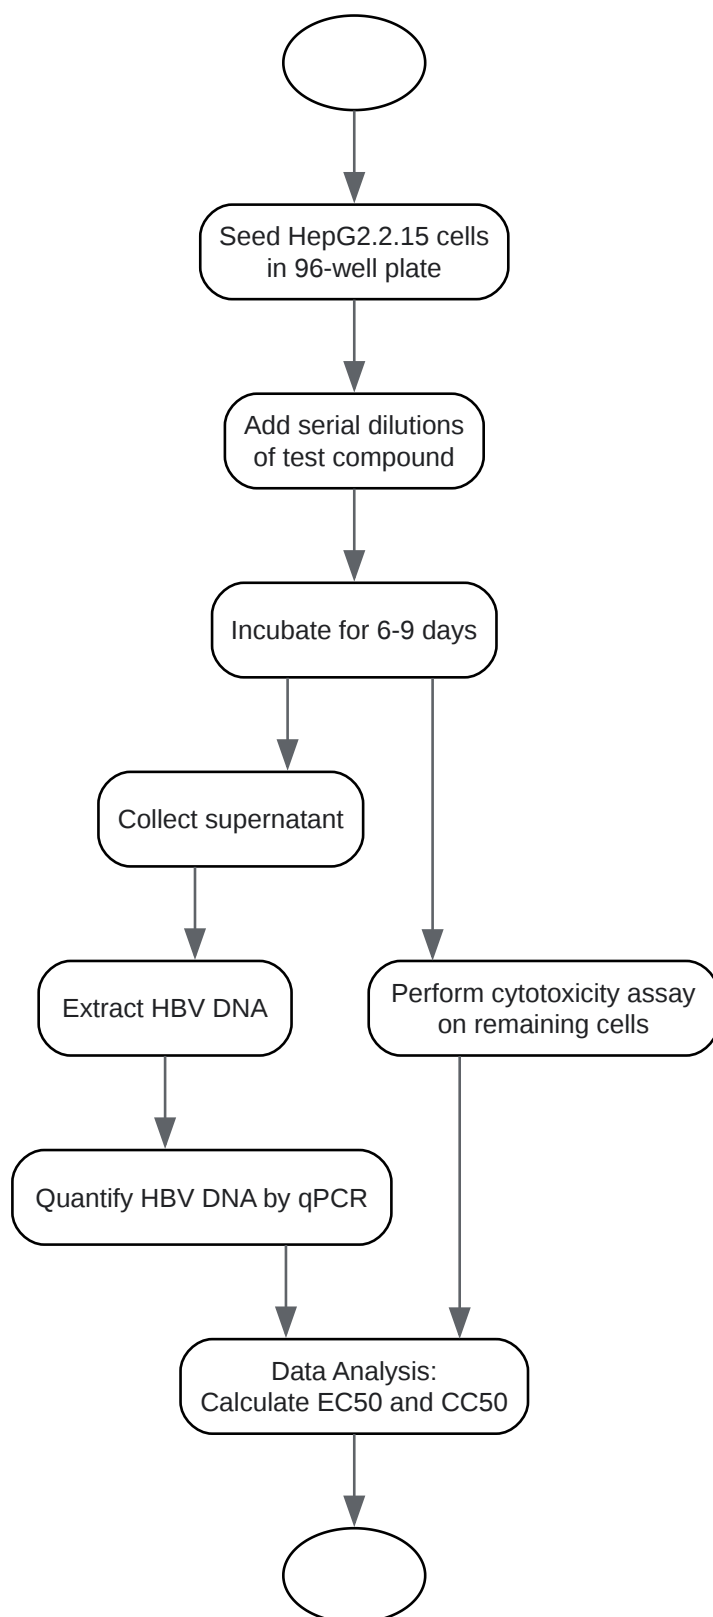 Seed HepG2.2.15 cells
in 96-well plate
Add serial dilutions
of test compound
Incubate for 6-9 days
Collect supernatant
Extract HBV DNA
Perform cytotoxicity assay
on remaining cells
Quantify HBV DNA by qPCR
Data Analysis:
Calculate EC50 and CC50